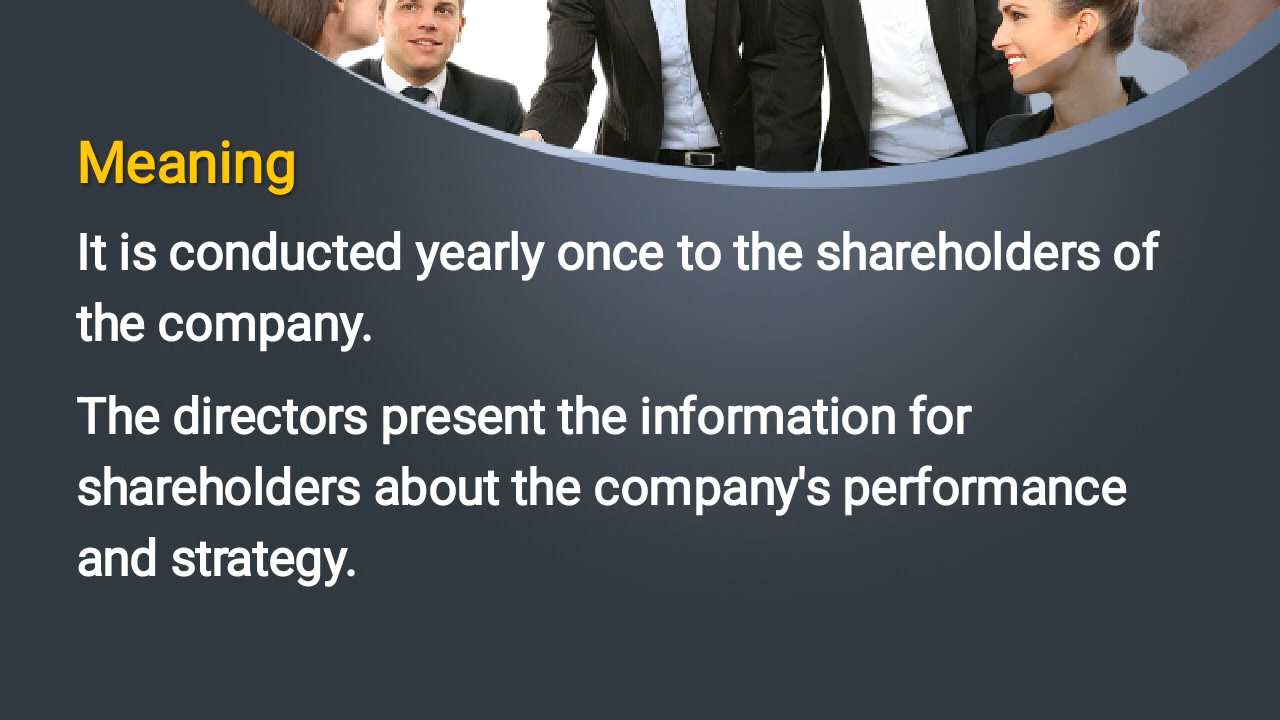 Meaning
It is conducted yearly once to the shareholders of
the company.
The directors present the information for
shareholders about the company's performance
and strategy.